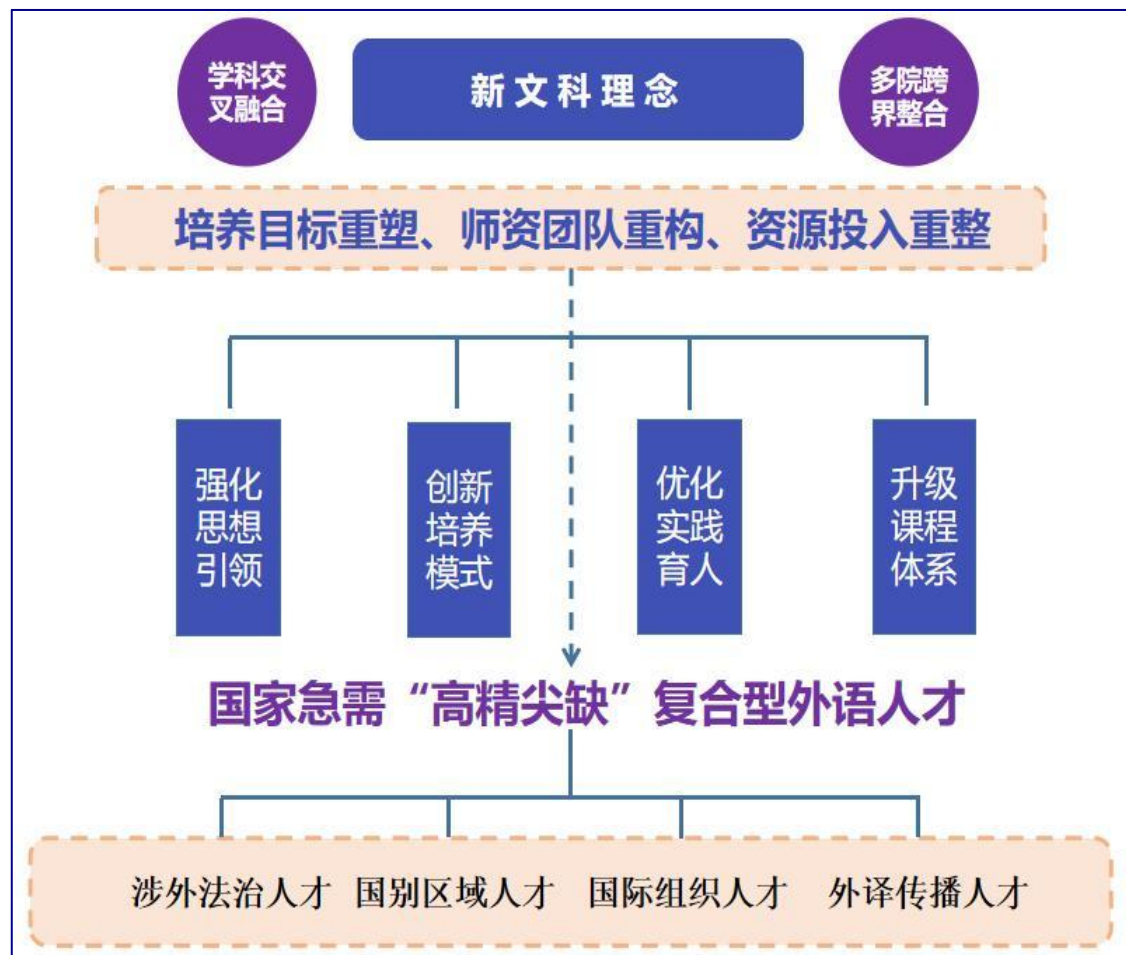 学科交
叉融合
新文科理念
多院跨
界整合
培养目标重塑、师资团队重构、资源投入重整
强化
思想
引领
创新
培养
模式
优化
实践
育人
升级
课程
体系
国家急需“高精尖缺”复合型外语人才
涉外法治人才 国别区域人才 国际组织人才 外译传播人才